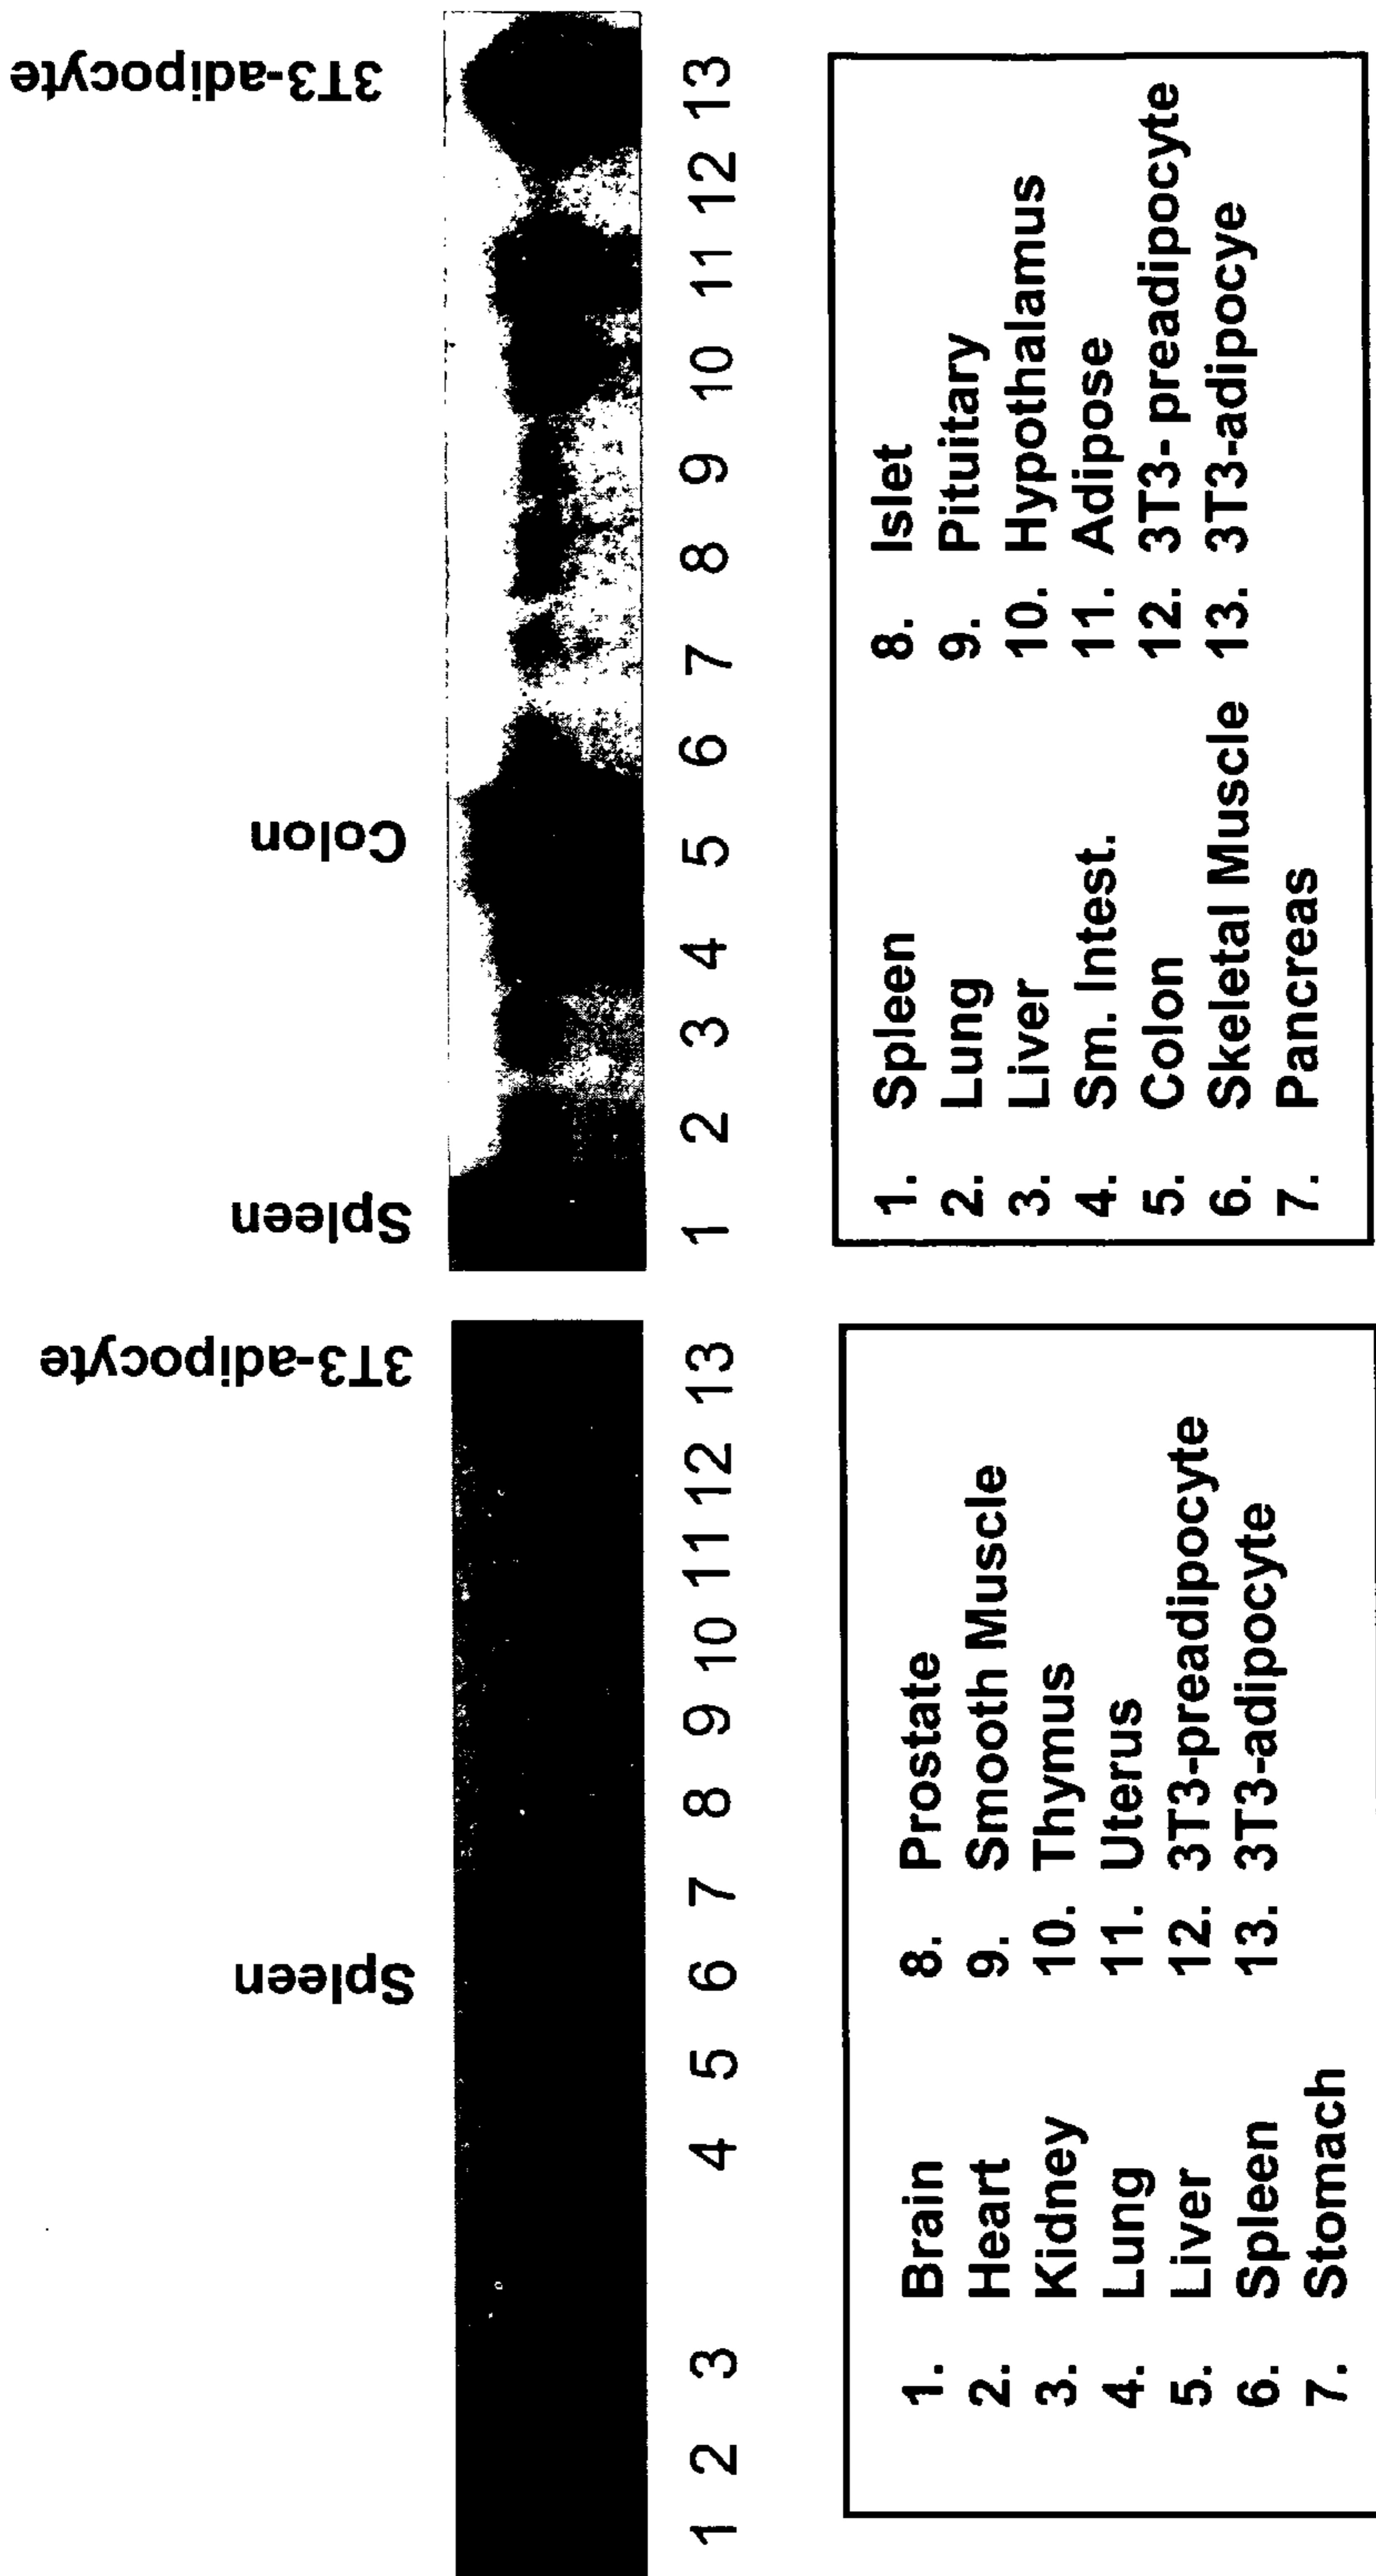 Spleen
3T3-adipocyte
1 2 3 4 5 6 7 8 9 10 11 12 13
1. Brain
2. Heart
3. Kidney
4. Lung
5. Liver
6. Spleen
7. Stomach
8. Prostate
9. Smooth Muscle
10. Thymus
11. Uterus
12. 3T3-preadipocyte
13. 3T3-adipocyte
Spleen
Colon
3T3-adipocyte
1 2 3 4 5 6 7 8 9 10 11 12 13
1. Spleen
2. Lung
3. Liver
4. Sm. Intest.
5. Colon
6. Skeletal Muscle
7. Pancreas
8. Islet
9. Pituitary
10. Hypothalamus
11. Adipose
12. 3T3- preadipocyte
13. 3T3-adipocye